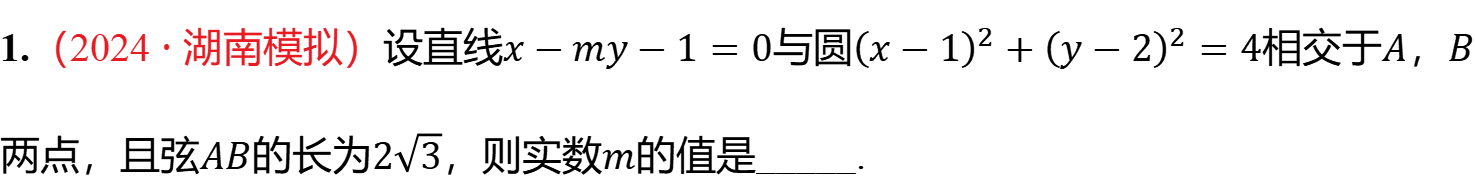 1.（2024 · 湖南模拟）设直线x − my − 1 = 0与圆(x − 1)² + (y − 2)² = 4相交于A，B
两点，且弦AB的长为2√3，则实数m的值是_____.